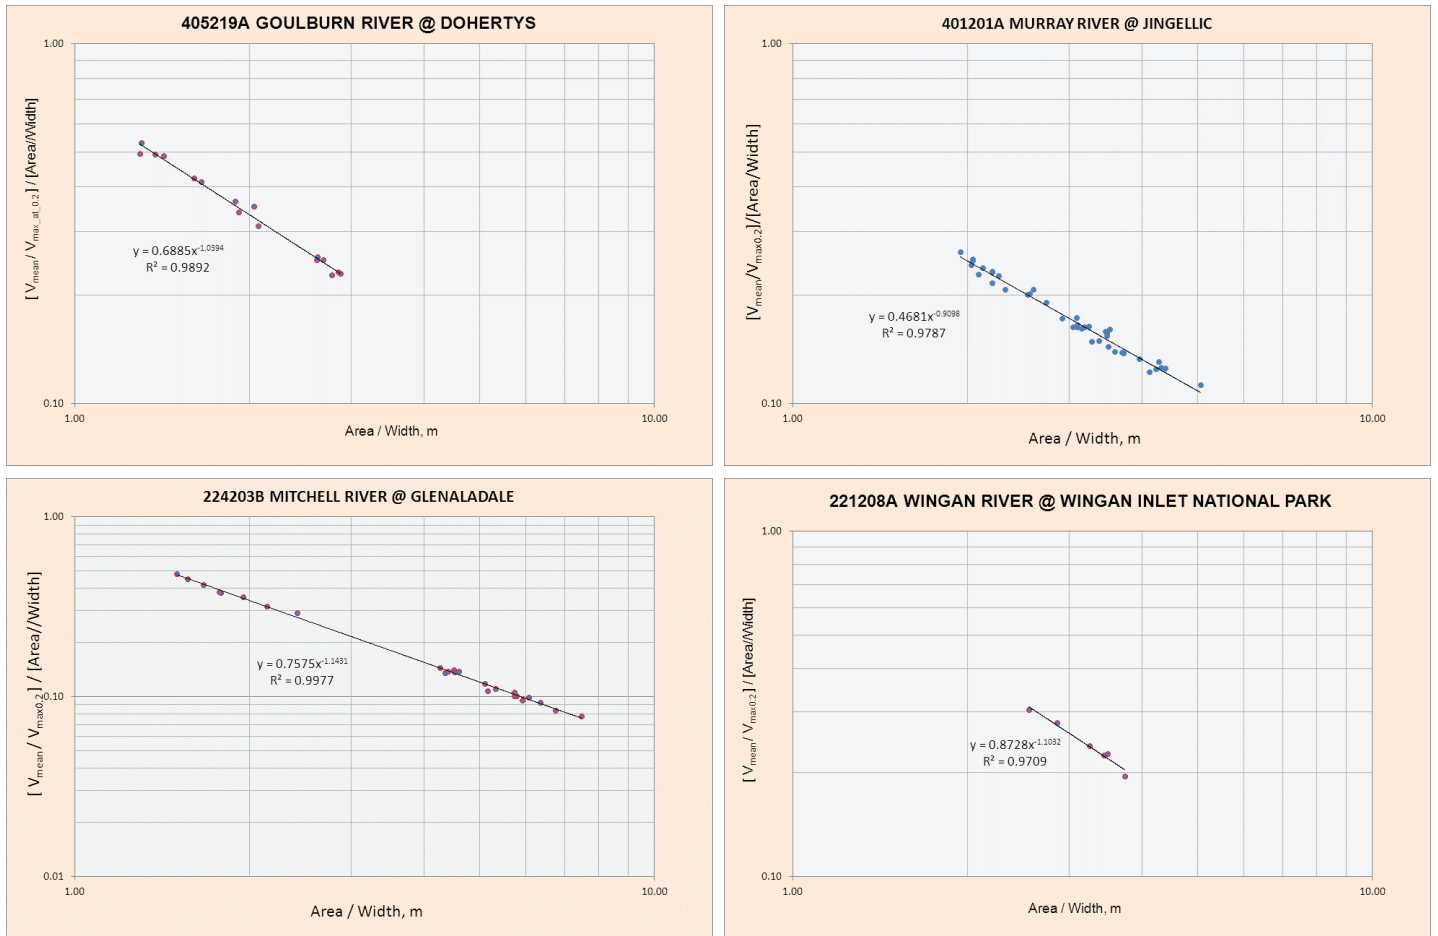 405219A GOULBURN RIVER @ DOHERTYS
1.00
[ Vmean / Vmax_at_0.2] / [Area//Width]
y = 0.6885x-1.0394
R² = 0.9892
0.10
1.00
10.00
Area / Width, m
401201A MURRAY RIVER @ JINGELLIC
1.00
[Vmean/Vmax0.2]/[Area/Width]
y = 0.4681x-0.9098
R² = 0.9787
0.10
1.00
10.00
Area / Width, m
224203B MITCHELL RIVER @ GLENALADALE
1.00
[ Vmean / Vmax0.2] / [Area//Width]
y = 0.7575x-1.1431
R² = 0.9977
0.10
0.01
1.00
10.00
Area / Width, m
221208A WINGAN RIVER @ WINGAN INLET NATIONAL PARK
1.00
[ Vmean/ Vmax0.2] / [Area//Width]
y = 0.8728x-1.1032
R² = 0.9709
0.10
1.00
10.00
Area / Width, m